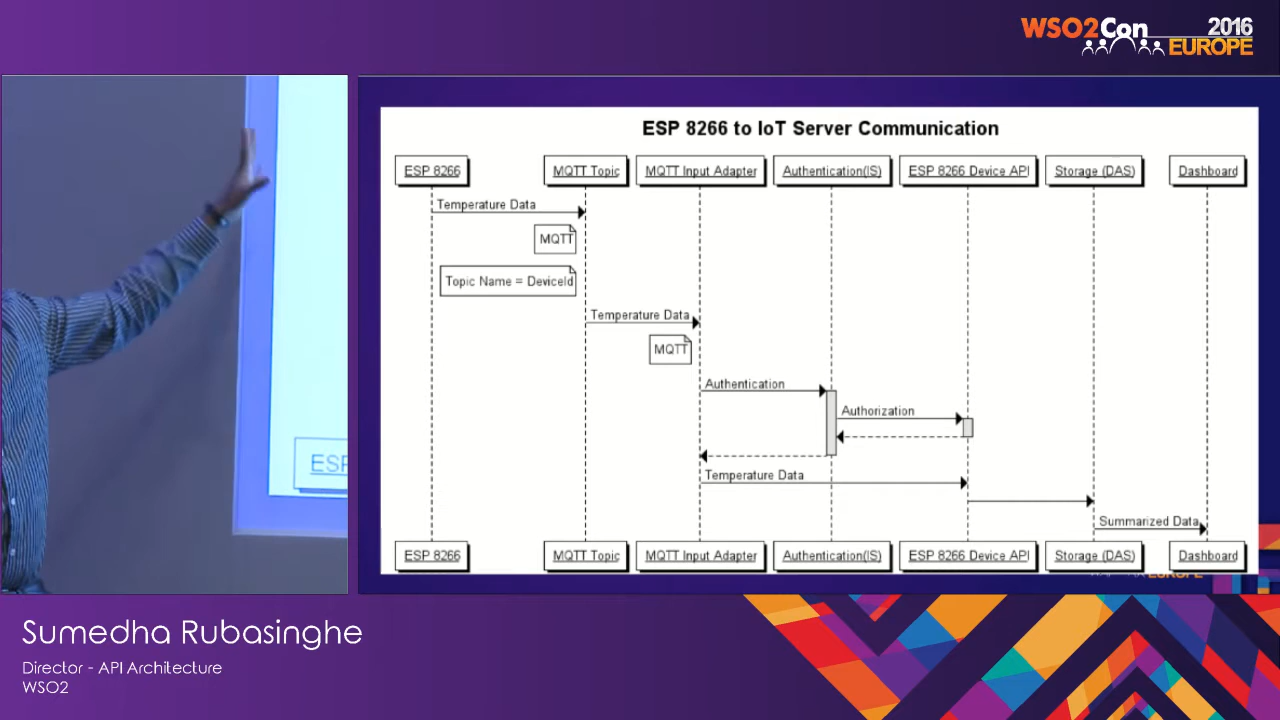 WSO2Con 2016
EUROPE
ESP 8266 to IoT Server Communication
ESP 8266
MQTT Topic
MQTT Input Adapter
Authentication(IS)
ESP 8266 Device API
Storage (DAS)
Dashboard
Temperature Data
MQTT
Topic Name = DeviceId
Temperature Data
MQTT
Authentication
Authorization
Temperature Data
Summarized Data
ESP 8266
MQTT Topic
MQTT Input Adapter
Authentication(IS)
ESP 8266 Device API
Storage (DAS)
Dashboard
EUROPE
ESP
Sumedha Rubasinghe
Director - API Architecture
WSO2